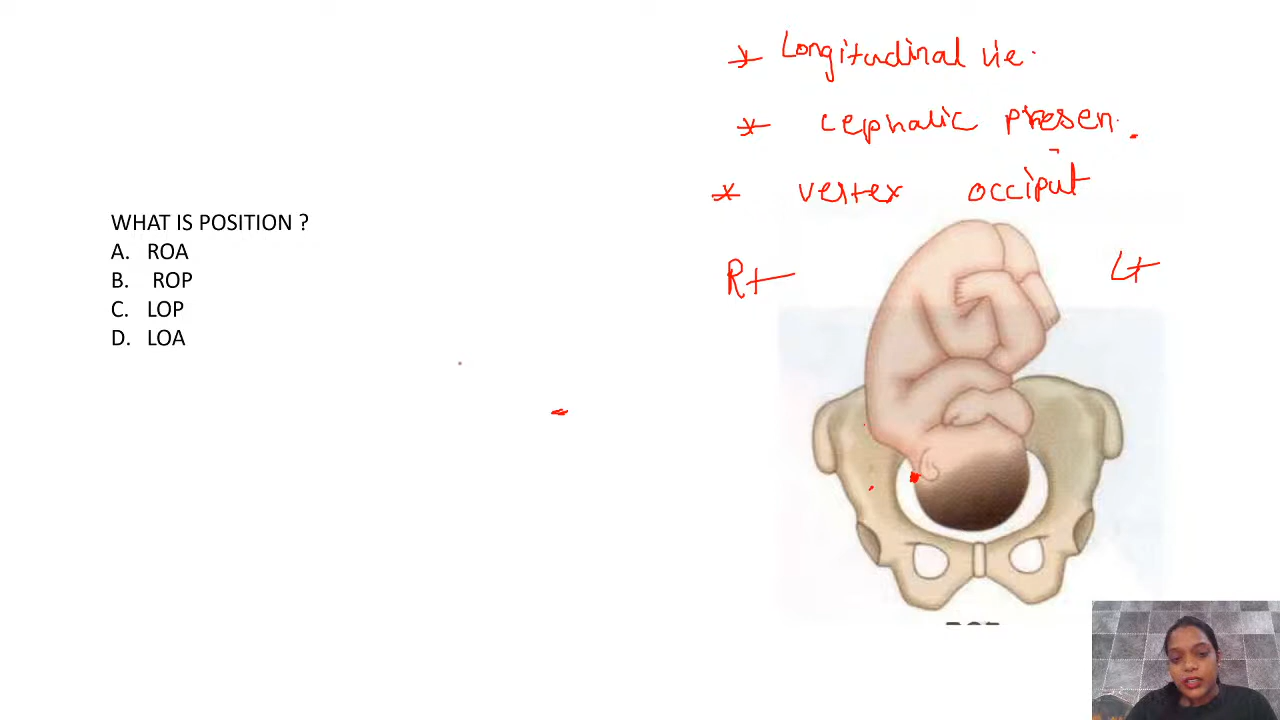 * Longitudinal lie.
* cephalic presen.
* vertex occiput
WHAT IS POSITION ?
A. ROA
B. ROP
C. LOP
D. LOA
Rt
Lt